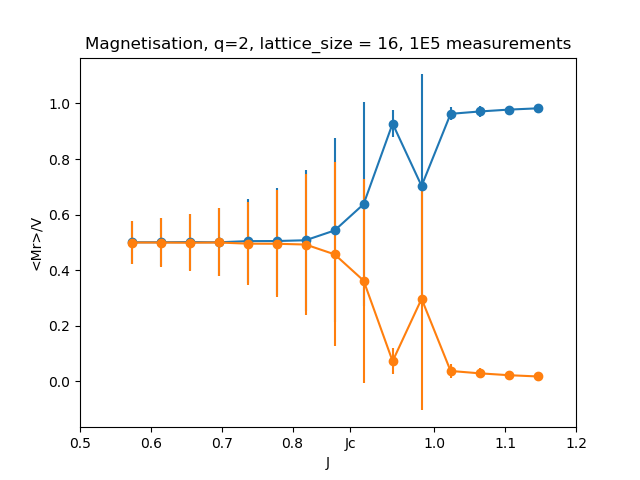 Magnetisation, q=2, lattice_size = 16, 1E5 measurements
<Mr>/V
1.0
0.8
0.6
0.4
0.2
0.0
0.5 0.6 0.7 0.8 Jc 1.0 1.1 1.2
J